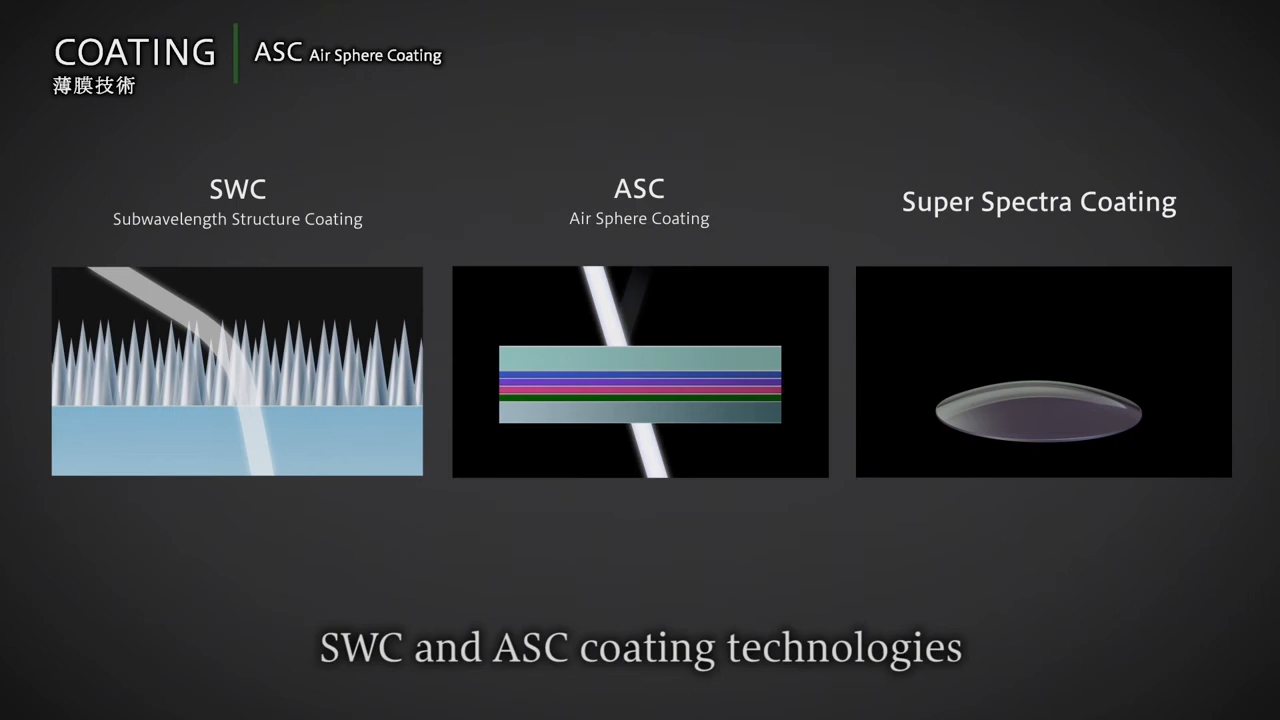 COATING
薄膜技術
ASC Air Sphere Coating
SWC
Subwavelength Structure Coating
ASC
Air Sphere Coating
Super Spectra Coating
SWC and ASC coating technologies